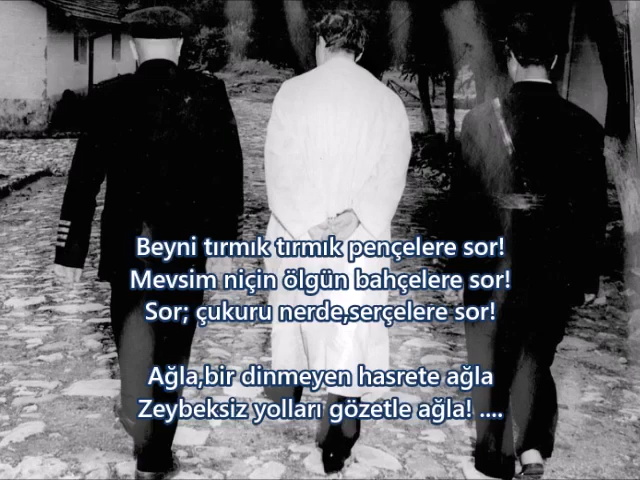 Beyni tırmık tırmık pençelere sor!
Mevsim niçin ölgün bahçelere sor!
Sor; çukuru nerde,serçelere sor!
Ağla,bir dinmeyen hasrete ağla
Zeybeksiz yolları gözetle ağla! ....